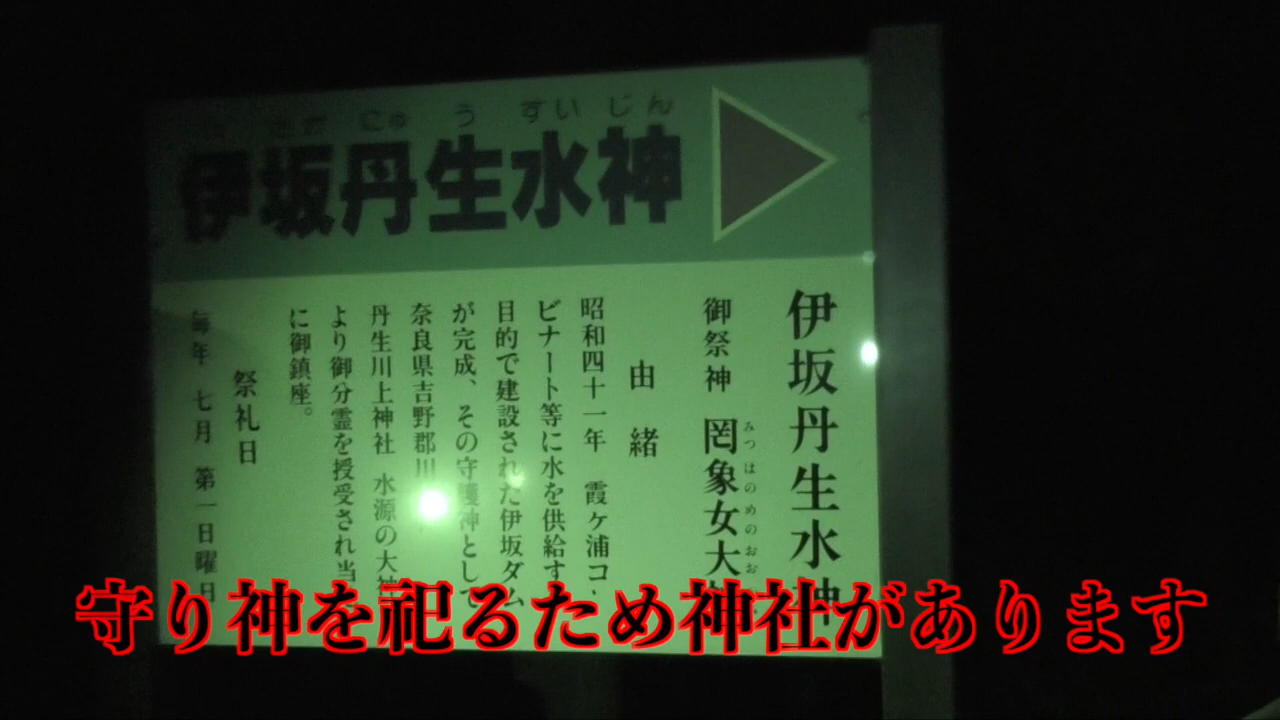 さか にゅ う すい じん
伊坂丹生水神
伊坂丹生水神
御祭神 罔象女大
みつはのめのおお
由緒
昭和四十一年 霞ヶ浦コ
ビナート等に水を供給す
目的で建設された伊坂ダム
が完成、その守護神として
奈良県吉野郡川
丹生川上神社 水源の大神
より御分霊を授受され当
に御鎮座。
祭礼日
毎年 七月 第一日曜日
守り神を祀るため神社があります